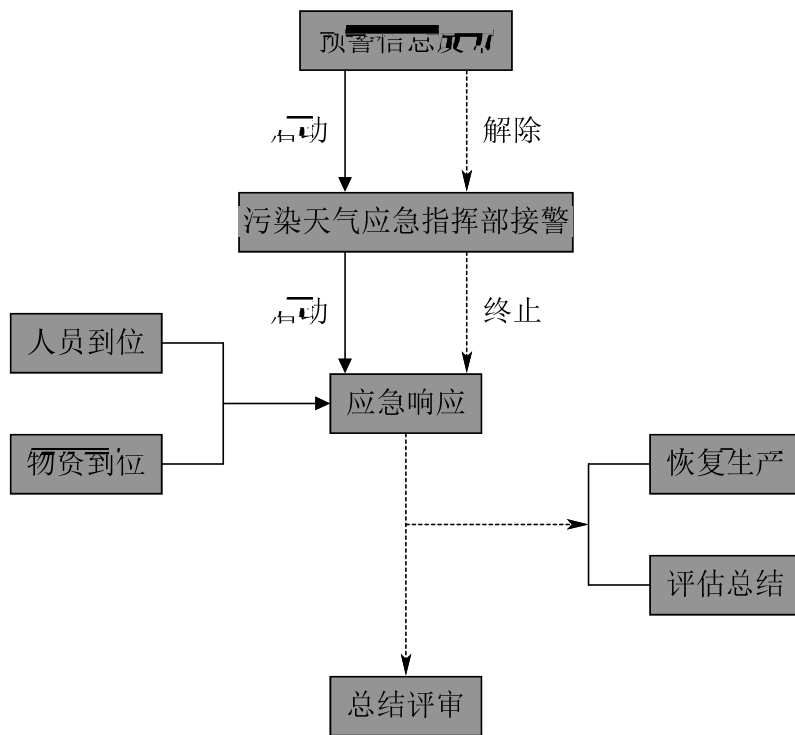 预警信息发布
启动
解除
污染天气应急指挥部接警
启动
终止
人员到位
应急响应
物资到位
恢复生产
评估总结
总结评审